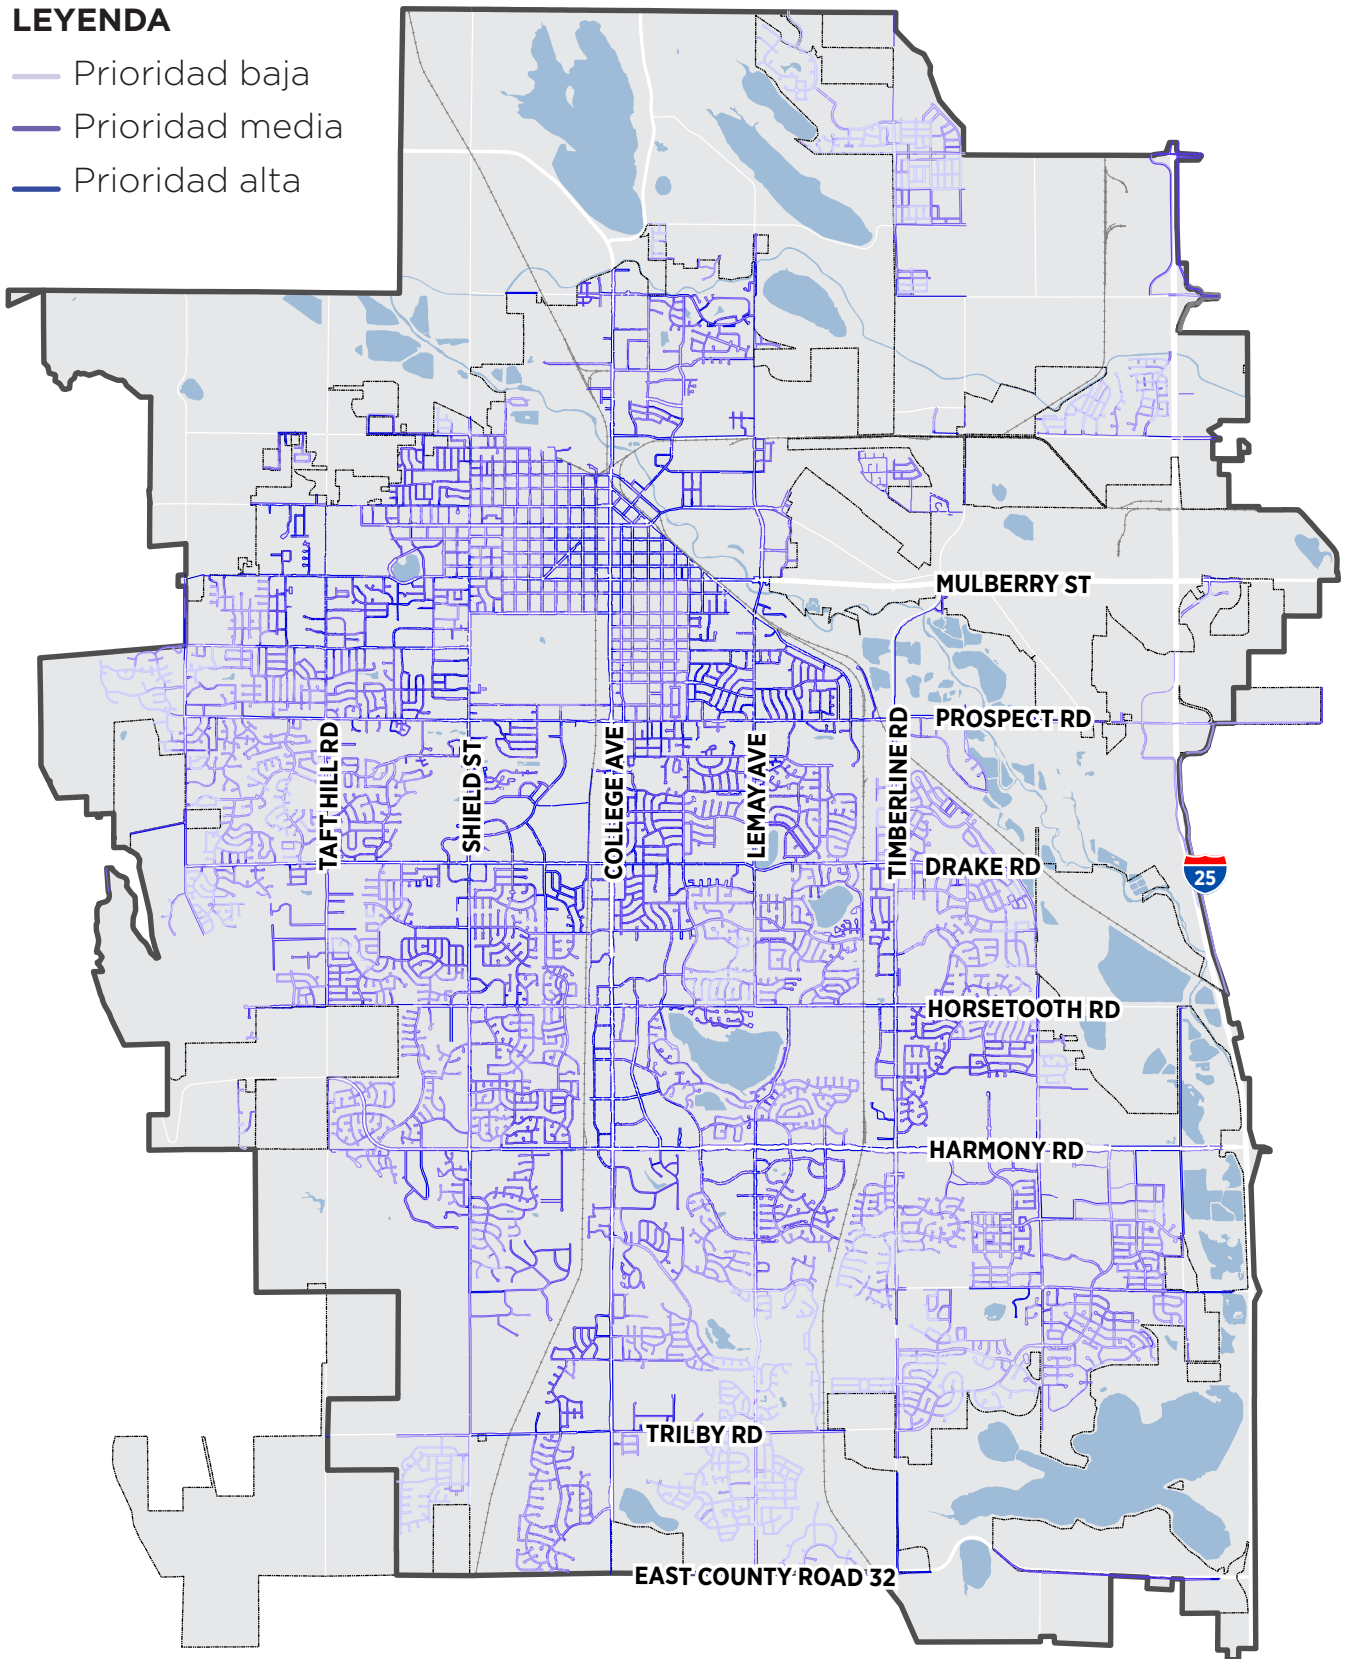 LEYENDA
Prioridad baja
Prioridad media
Prioridad alta
MULBERRY ST
PROSPECT RD
TAFT HILL RD
SHIELD ST
COLLEGE AVE
LEMAY AVE
TIMBERLINE RD
DRAKE RD
25
HORSETOOTH RD
HARMONY RD
TRILBY RD
EAST COUNTY ROAD 32